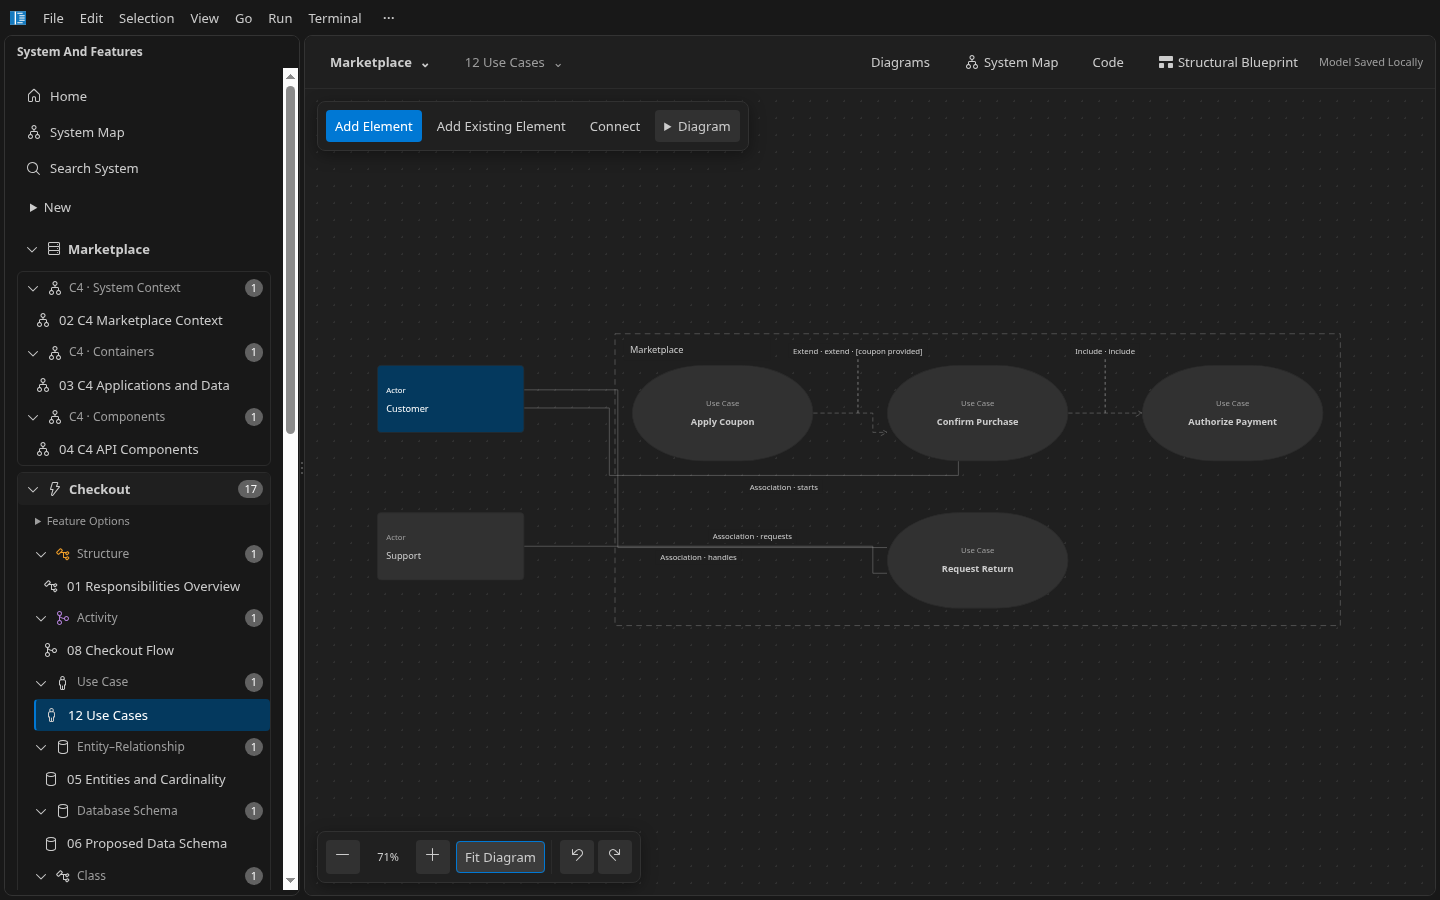 File Edit Selection View Go Run Terminal ···
System And Features
Home
System Map
Search System
New
Marketplace
C4 · System Context 1
02 C4 Marketplace Context
C4 · Containers 1
03 C4 Applications and Data
C4 · Components 1
04 C4 API Components
Checkout 17
Feature Options
Structure 1
01 Responsibilities Overview
Activity 1
08 Checkout Flow
Use Case 1
12 Use Cases
Entity–Relationship 1
05 Entities and Cardinality
Database Schema 1
06 Proposed Data Schema
Class 1
Marketplace 12 Use Cases Diagrams System Map Code Structural Blueprint Model Saved Locally
Add Element Add Existing Element Connect Diagram
Marketplace
Extend · extend · [coupon provided]
Include · include
Actor
Customer
Use Case
Apply Coupon
Use Case
Confirm Purchase
Use Case
Authorize Payment
Association · starts
Actor
Support
Association · requests
Association · handles
Use Case
Request Return
71% Fit Diagram